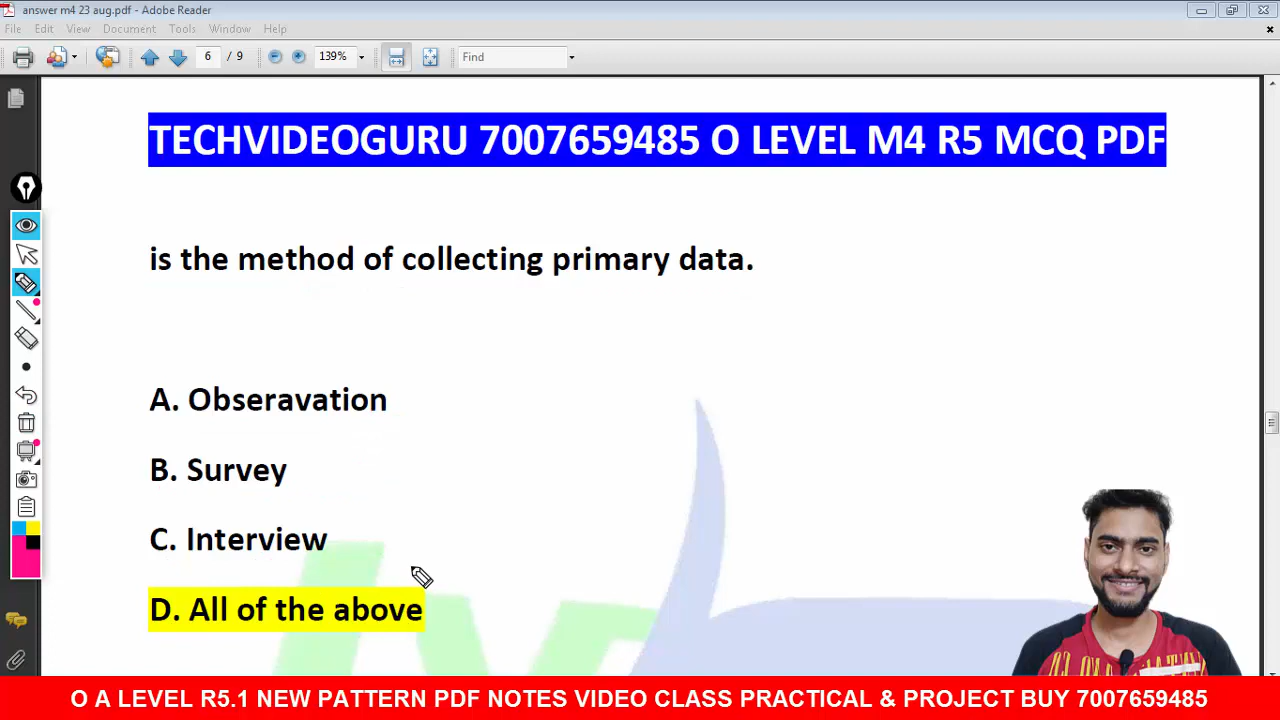 answer m4 23 aug.pdf - Adobe Reader
File Edit View Document Tools Window Help
6 / 9 139% Find
TECHVIDEOGURU 7007659485 O LEVEL M4 R5 MCQ PDF
is the method of collecting primary data.
A. Obseravation
B. Survey
C. Interview
D. All of the above
O A LEVEL R5.1 NEW PATTERN PDF NOTES VIDEO CLASS PRACTICAL & PROJECT BUY 7007659485